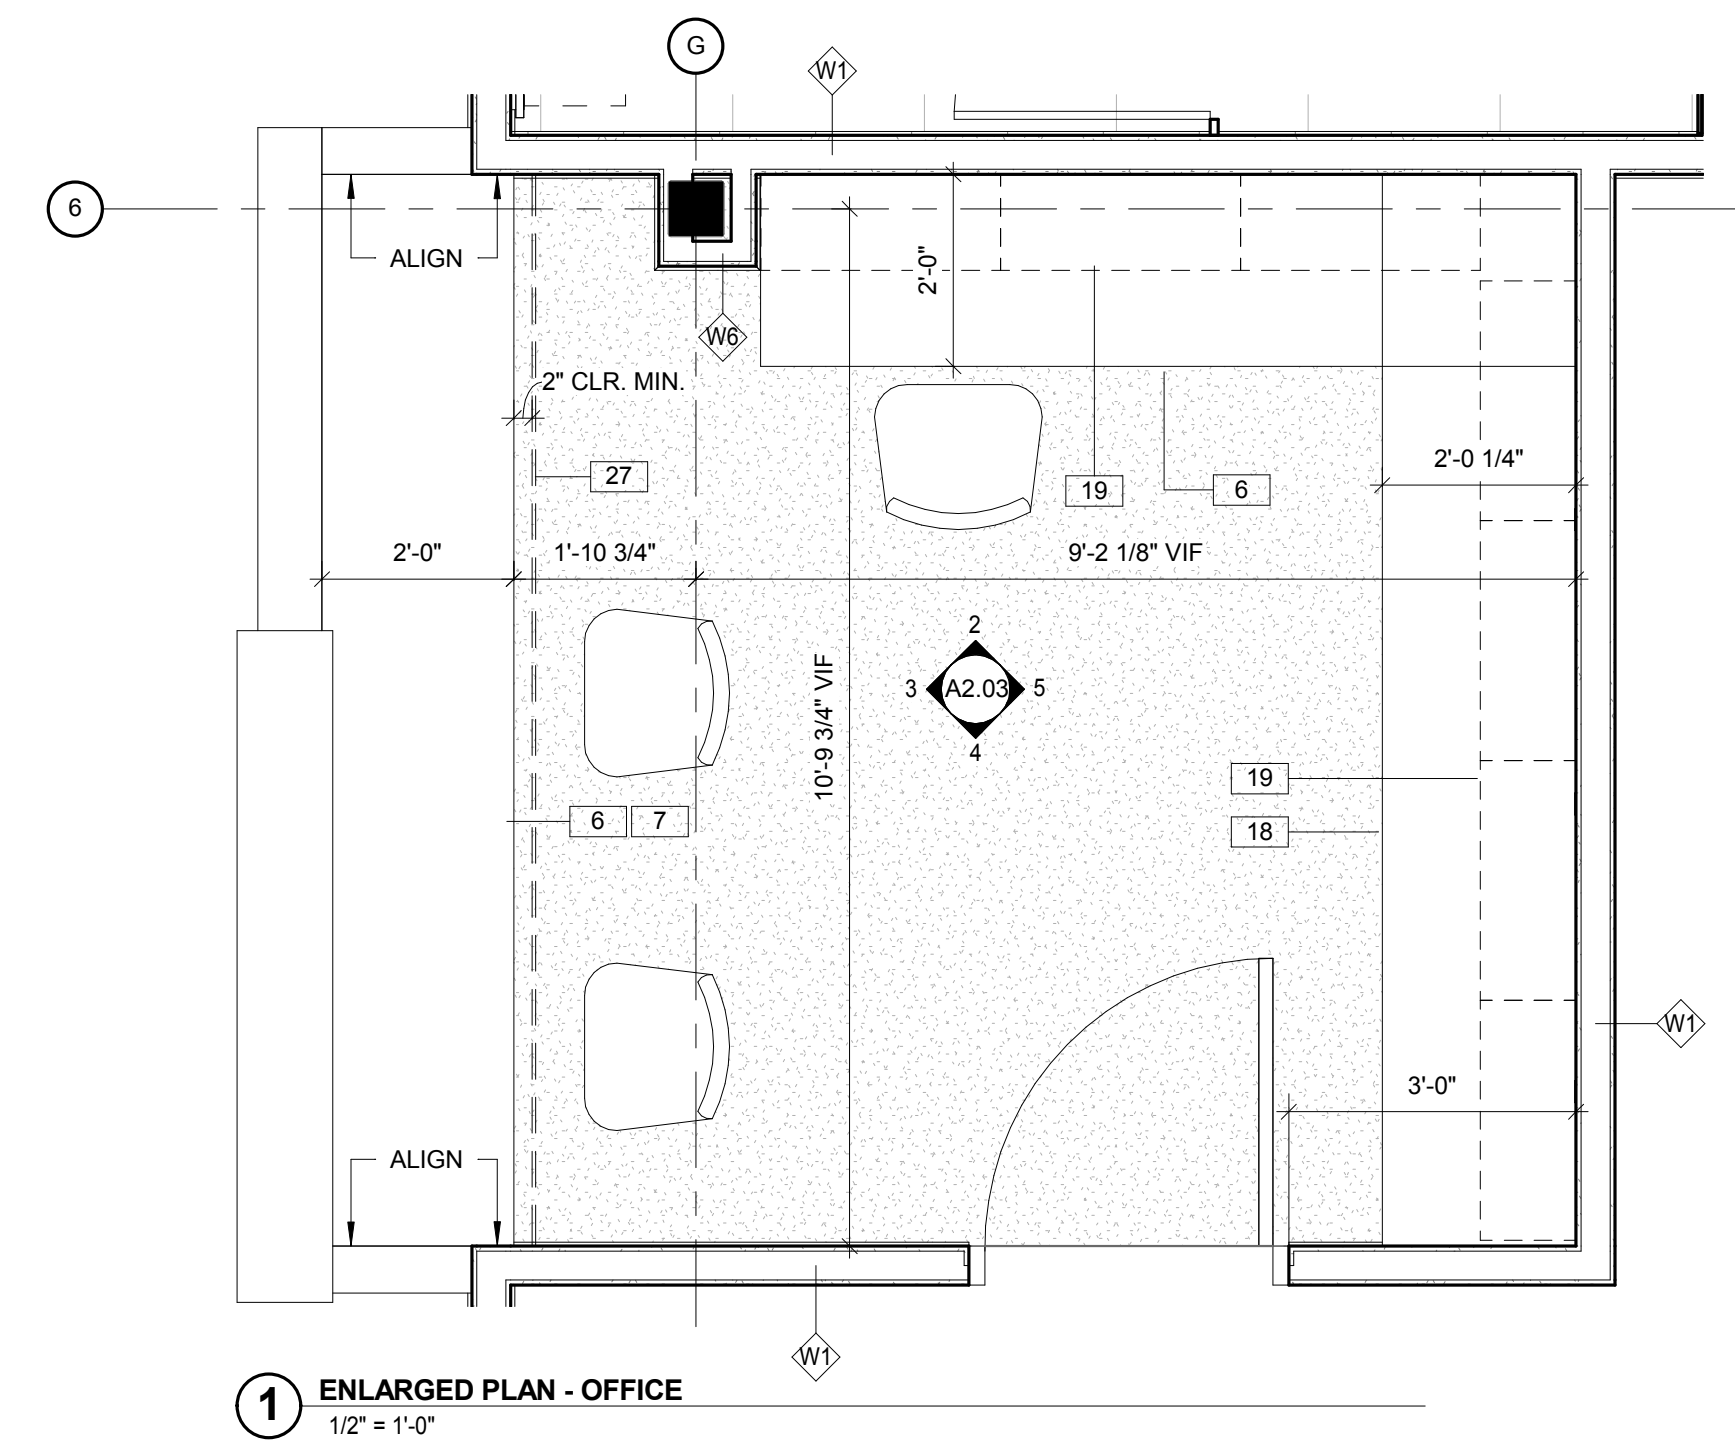 G
W1
6
ALIGN
2'-0"
W6
2" CLR. MIN.
27
19
6
2'-0 1/4"
2'-0"
1'-10 3/4"
9'-2 1/8" VIF
2
3
A2.03
5
4
10'-9 3/4" VIF
19
6
7
18
W1
3'-0"
ALIGN
W1
1
ENLARGED PLAN - OFFICE
1/2" = 1'-0"